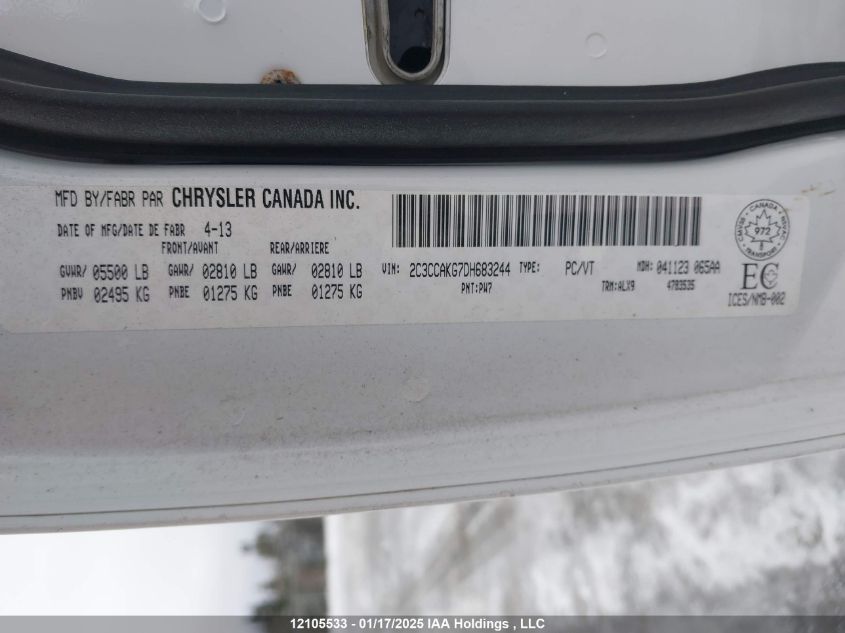 MFD BY/FABR PAR CHRYSLER CANADA INC.
DATE OF MFG/DATE DE FABR 4-13
FRONT/AVANT REAR/ARRIERE
GVWR/ 05500 LB GAWR/ 02810 LB GAWR/ 02810 LB
PNBV 02495 KG PNBE 01275 KG PNBE 01275 KG
VIN: 2C3CCAKG7DH683244 TYPE: PC/VT MDH: 041123 065AA
PNT:PW7 TRM:ALX9 4783535
CANADA
972
TRANSPORT
EC
ICES/NMB-002
12105533 - 01/17/2025 IAA Holdings , LLC